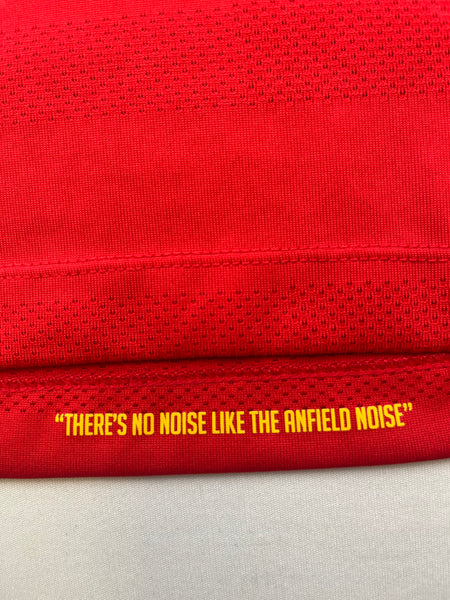 “THERE’S NO NOISE LIKE THE ANFIELD NOISE”